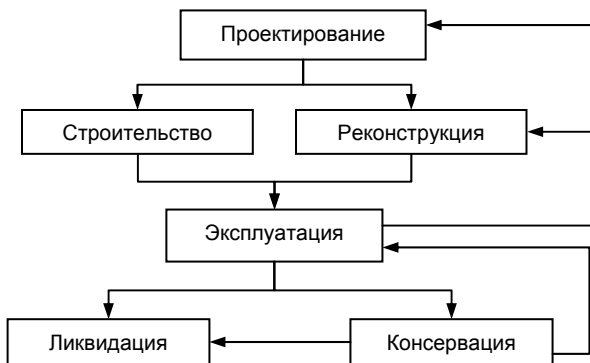 Проектирование
Строительство
Реконструкция
Эксплуатация
Ликвидация
Консервация